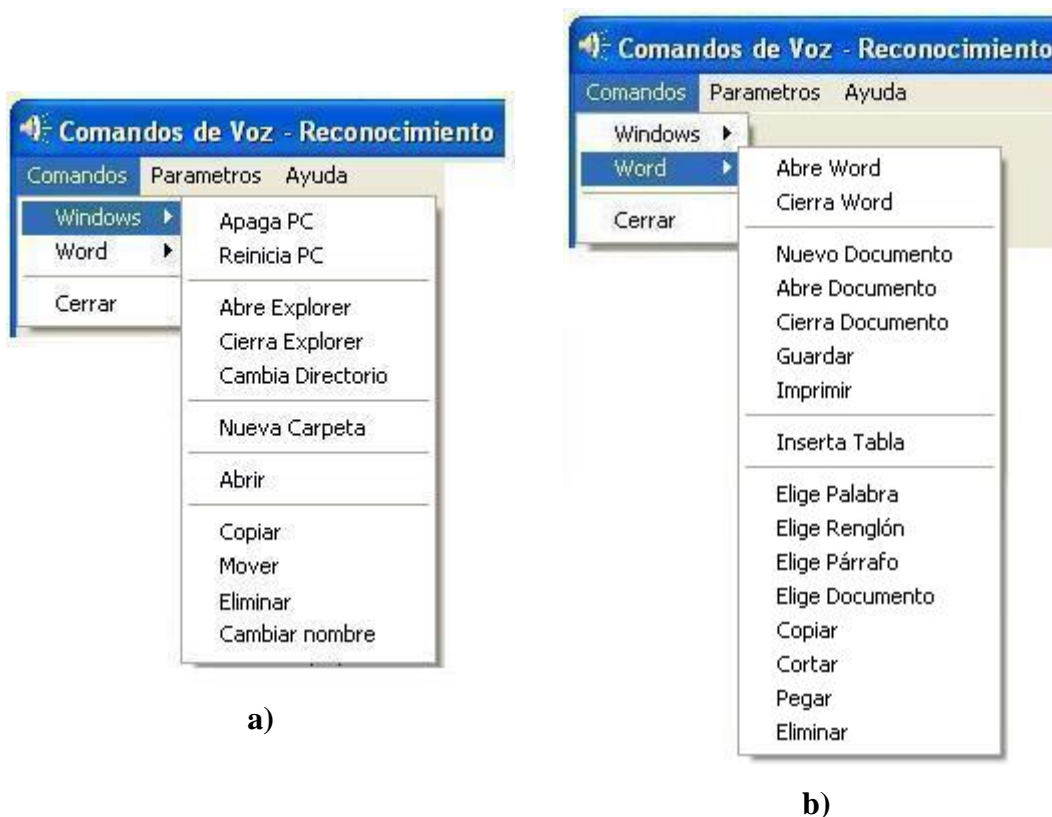 Comandos de Voz - Reconocimiento
Comandos Parametros Ayuda
Windows
Word
Cerrar
Apaga PC
Reinicia PC
Abre Explorer
Cierra Explorer
Cambia Directorio
Nueva Carpeta
Abrir
Copiar
Mover
Eliminar
Cambiar nombre
a)
Comandos de Voz - Reconocimiento
Comandos Parametros Ayuda
Windows
Word
Cerrar
Abre Word
Cierra Word
Nuevo Documento
Abre Documento
Cierra Documento
Guardar
Imprimir
Inserta Tabla
Elige Palabra
Elige Renglón
Elige Párrafo
Elige Documento
Copiar
Cortar
Pegar
Eliminar
b)